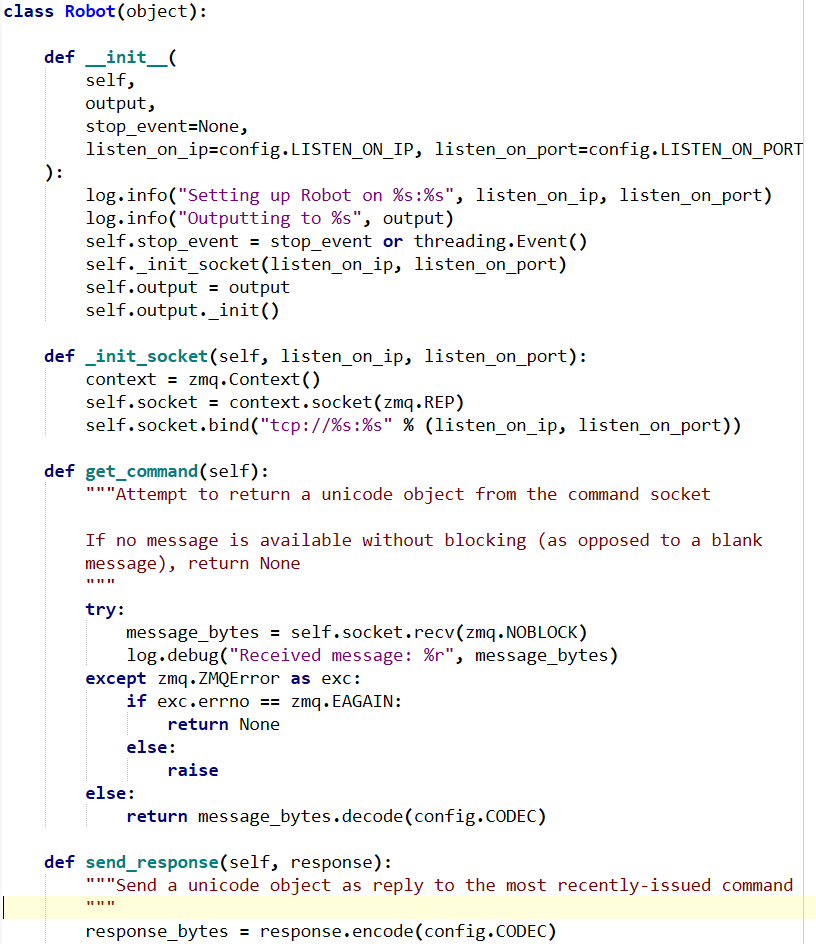 class Robot(object):

    def __init__(
        self,
        output,
        stop_event=None,
        listen_on_ip=config.LISTEN_ON_IP, listen_on_port=config.LISTEN_ON_PORT
    ):
        log.info("Setting up Robot on %s:%s", listen_on_ip, listen_on_port)
        log.info("Outputting to %s", output)
        self.stop_event = stop_event or threading.Event()
        self._init_socket(listen_on_ip, listen_on_port)
        self.output = output
        self.output._init()

    def _init_socket(self, listen_on_ip, listen_on_port):
        context = zmq.Context()
        self.socket = context.socket(zmq.REP)
        self.socket.bind("tcp://%s:%s" % (listen_on_ip, listen_on_port))

    def get_command(self):
        """Attempt to return a unicode object from the command socket

        If no message is available without blocking (as opposed to a blank
        message), return None
        """
        try:
            message_bytes = self.socket.recv(zmq.NOBLOCK)
            log.debug("Received message: %r", message_bytes)
        except zmq.ZMQError as exc:
            if exc.errno == zmq.EAGAIN:
                return None
            else:
                raise
        else:
            return message_bytes.decode(config.CODEC)

    def send_response(self, response):
        """Send a unicode object as reply to the most recently-issued command
        """
        response_bytes = response.encode(config.CODEC)